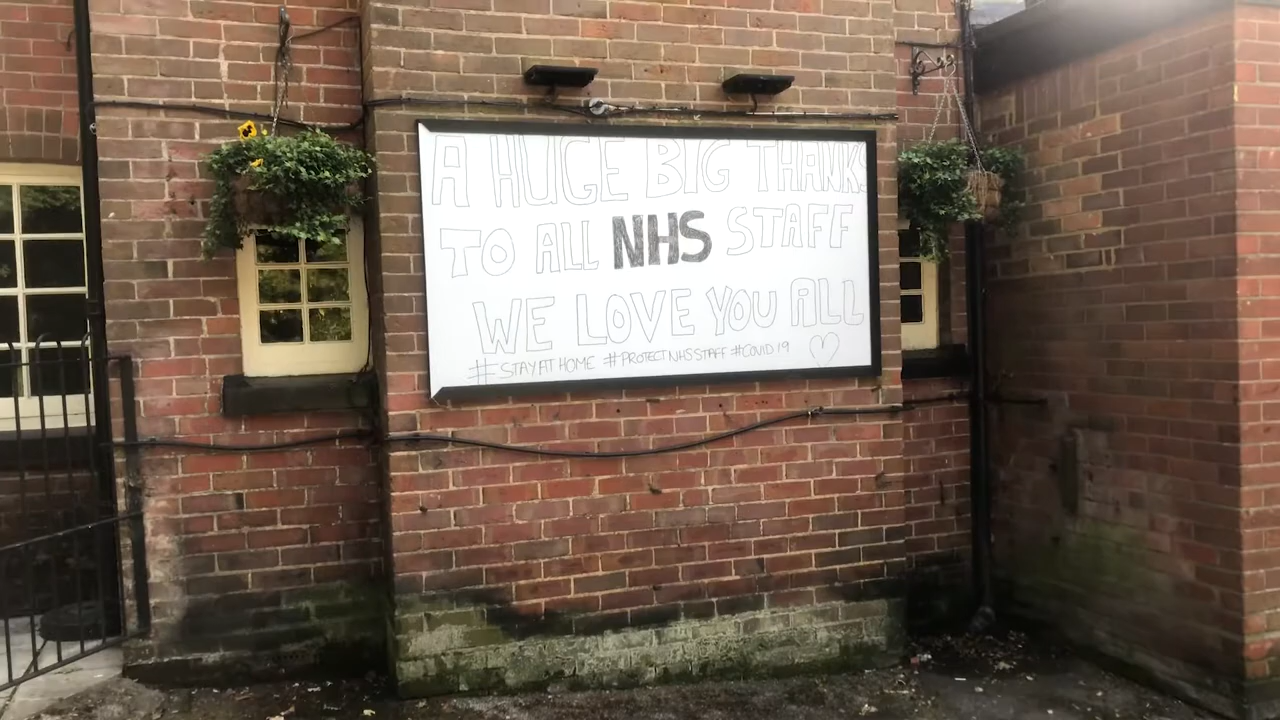 A HUGE BIG THANKS
TO ALL NHS STAFF
WE LOVE YOU ALL
#STAYATHOME #PROTECTNHSSTAFF #COVID19